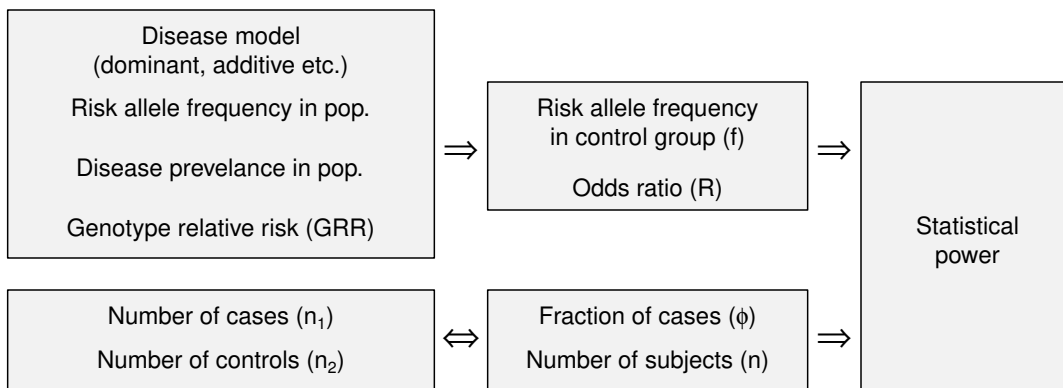 Disease model
(dominant, additive etc.)
Risk allele frequency in pop.
Disease prevelance in pop.
Genotype relative risk (GRR)
⇒
Risk allele frequency
in control group (f)
Odds ratio (R)
⇒
Statistical
power
Number of cases (n₁)
Number of controls (n₂)
⇔
Fraction of cases (ϕ)
Number of subjects (n)
⇒